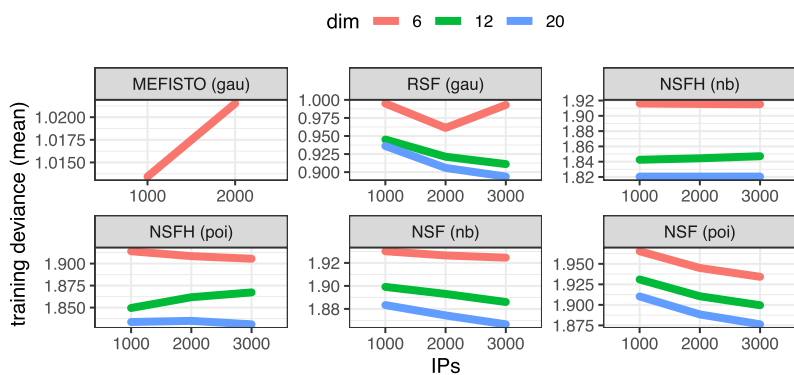 dim 6 12 20
training deviance (mean)
MEFISTO (gau)
1.0200
1.0175
1.0150
1000 2000
RSF (gau)
1.000
0.975
0.950
0.925
0.900
1000 2000 3000
NSFH (nb)
1.92
1.90
1.88
1.86
1.84
1.82
1000 2000 3000
NSFH (poi)
1.900
1.875
1.850
1000 2000 3000
NSF (nb)
1.92
1.90
1.88
1000 2000 3000
NSF (poi)
1.950
1.925
1.900
1.875
1000 2000 3000
IPs